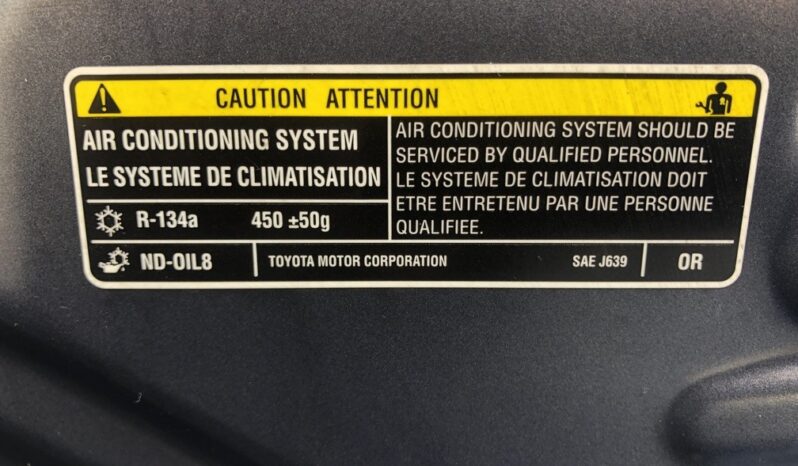 CAUTION ATTENTION
AIR CONDITIONING SYSTEM
LE SYSTEME DE CLIMATISATION
R-134a 450 ±50g
AIR CONDITIONING SYSTEM SHOULD BE
SERVICED BY QUALIFIED PERSONNEL.
LE SYSTEME DE CLIMATISATION DOIT
ETRE ENTRETENU PAR UNE PERSONNE
QUALIFIEE.
ND-OIL8 TOYOTA MOTOR CORPORATION SAE J639 OR